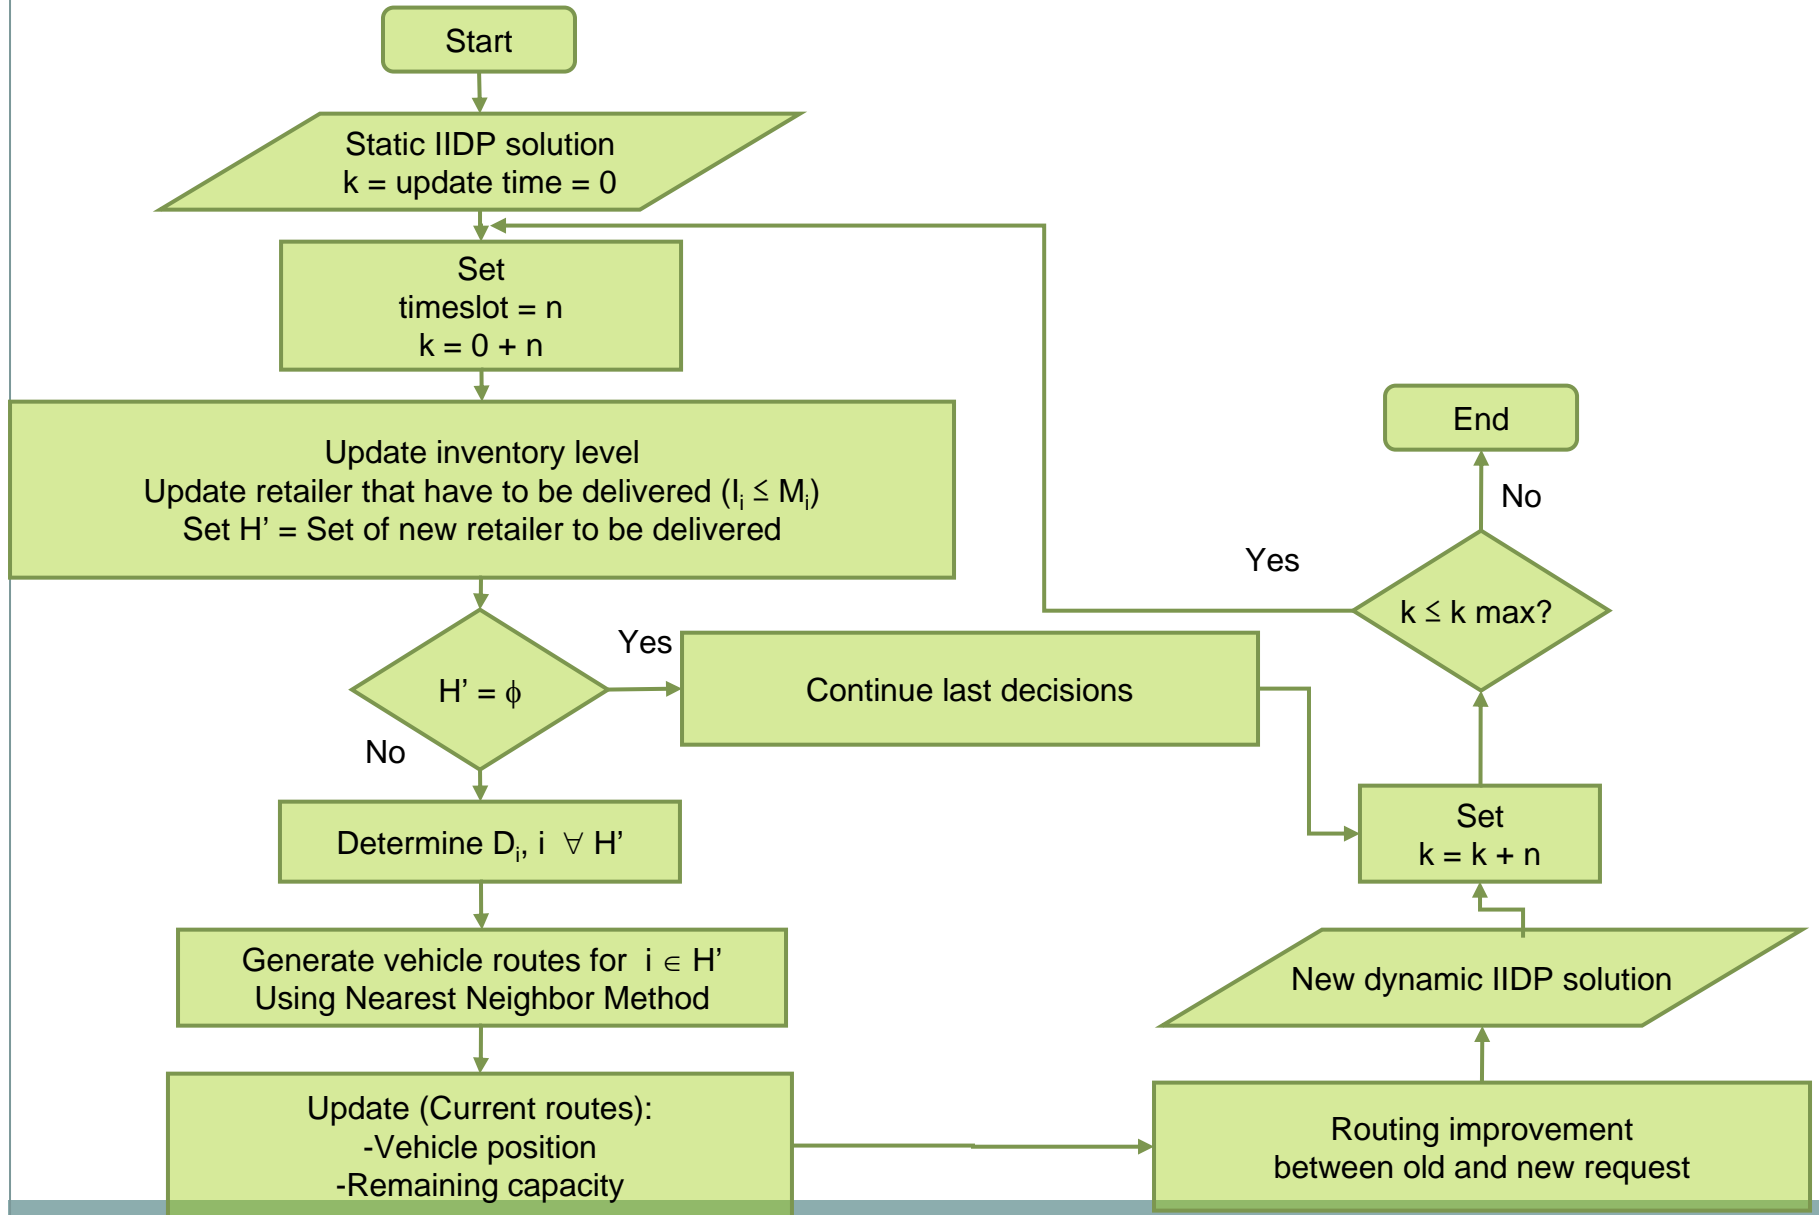 Start
Static IIDP solution
k = update time = 0
Set
timeslot = n
k = 0 + n
Update inventory level
Update retailer that have to be delivered (Iᵢ ≤ Mᵢ)
Set H’ = Set of new retailer to be delivered
H’ = ϕ
Yes
No
Continue last decisions
Determine Dᵢ, i ∀ H’
Generate vehicle routes for i ∈ H’
Using Nearest Neighbor Method
Update (Current routes):
-Vehicle position
-Remaining capacity
Routing improvement
between old and new request
New dynamic IIDP solution
Set
k = k + n
k ≤ k max?
Yes
No
End